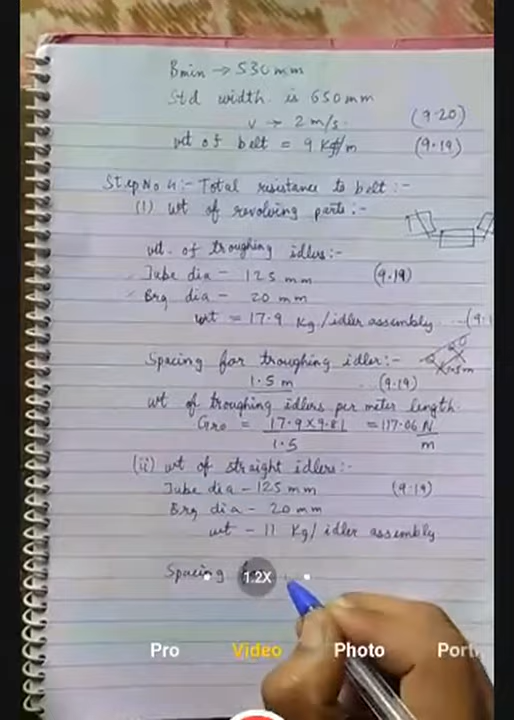 Bmin → 530 mm
Std width is 650 mm
v → 2 m/s. (9.20)
wt of belt = 9 Kgf/m (9.19)
Step No 4:- Total resistance to belt:-
(i) wt of revolving parts:-
wt. of troughing idlers:-
Tube dia - 125 mm (9.19)
Brg dia - 20 mm
wt = 17.9 Kg/idler assembly --(9.1
Spacing for troughing idler:-
1.5 m (9.19)
wt of troughing idlers per meter length.
Gro = 17.9 x 9.81 / 1.5 = 117.06 N/m
(ii) wt of straight idlers:-
Tube dia - 125 mm (9.19)
Brg dia - 20 mm
wt - 11 Kg/idler assembly
Spacing
1.2X
Pro Video Photo Port